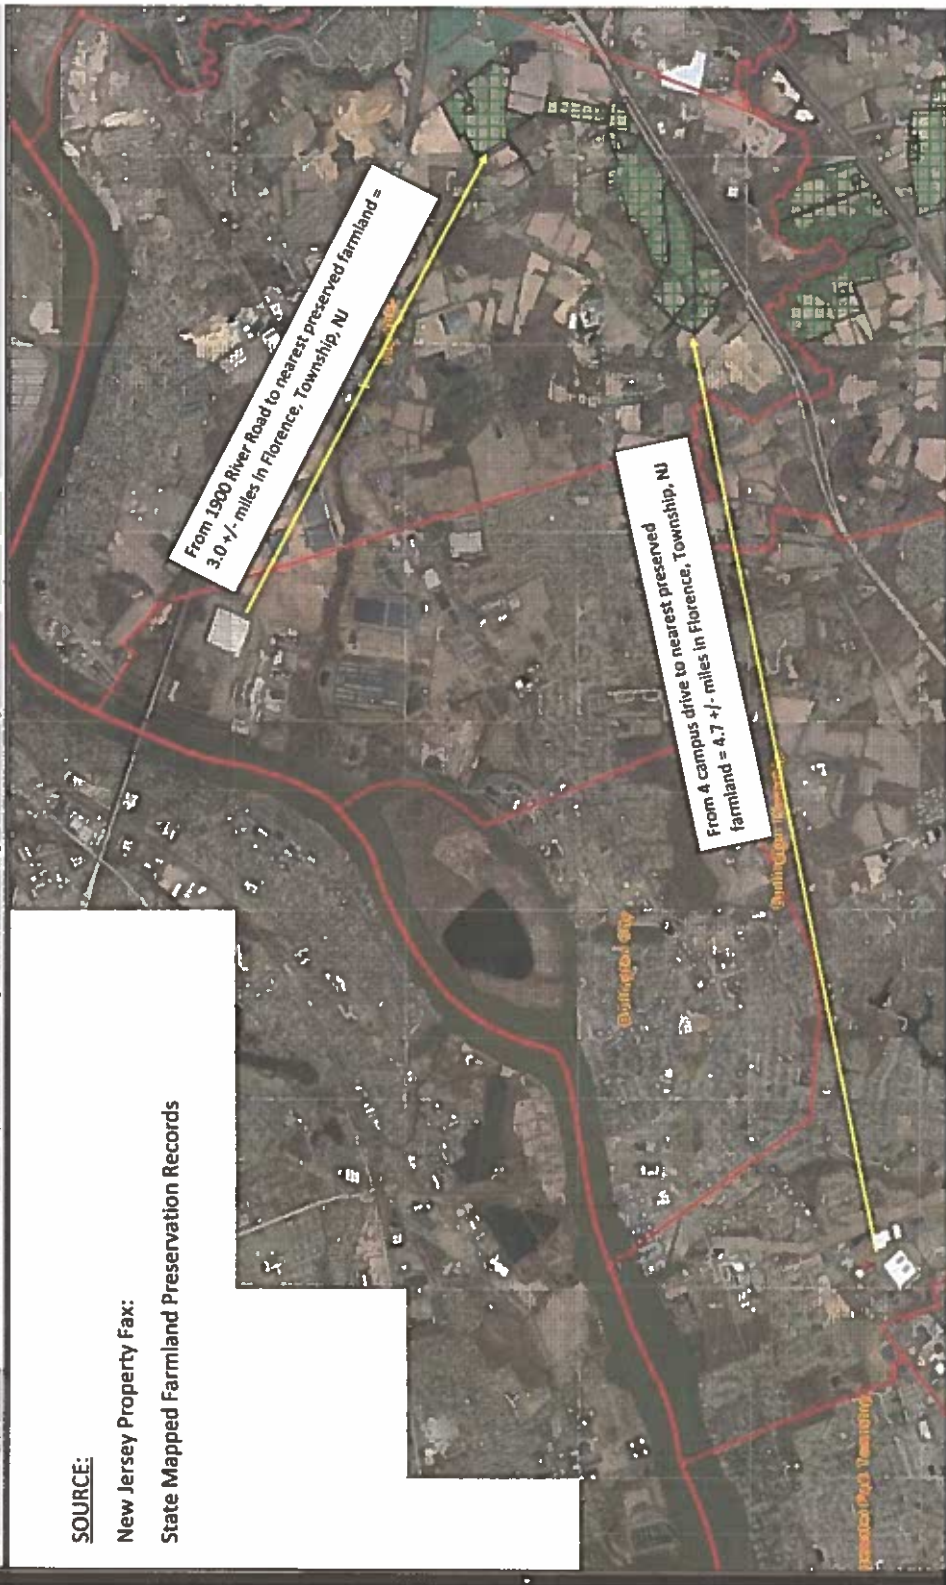 SOURCE:
New Jersey Property Fax:
State Mapped Farmland Preservation Records
From 1900 River Road to nearest preserved farmland =
3.0 +/- miles in Florence, Township, NJ
From 4 campus drive to nearest preserved
farmland = 4.7 +/- miles in Florence, Township, NJ
Burlington City